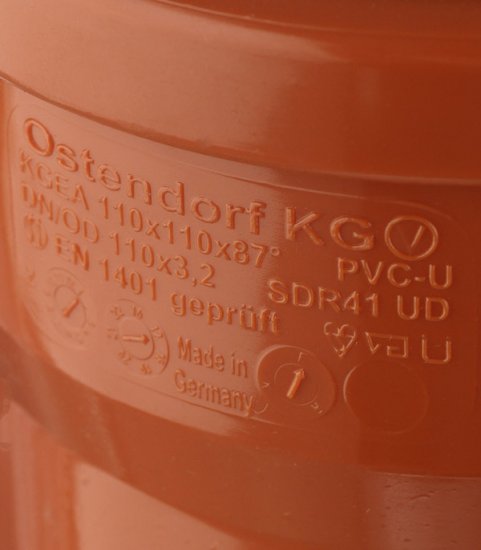 Ostendorf KG
KGEA 110x110x87° PVC-U
DN/OD 110x3,2 SDR41 UD
EN 1401 geprüft
Made in
Germany